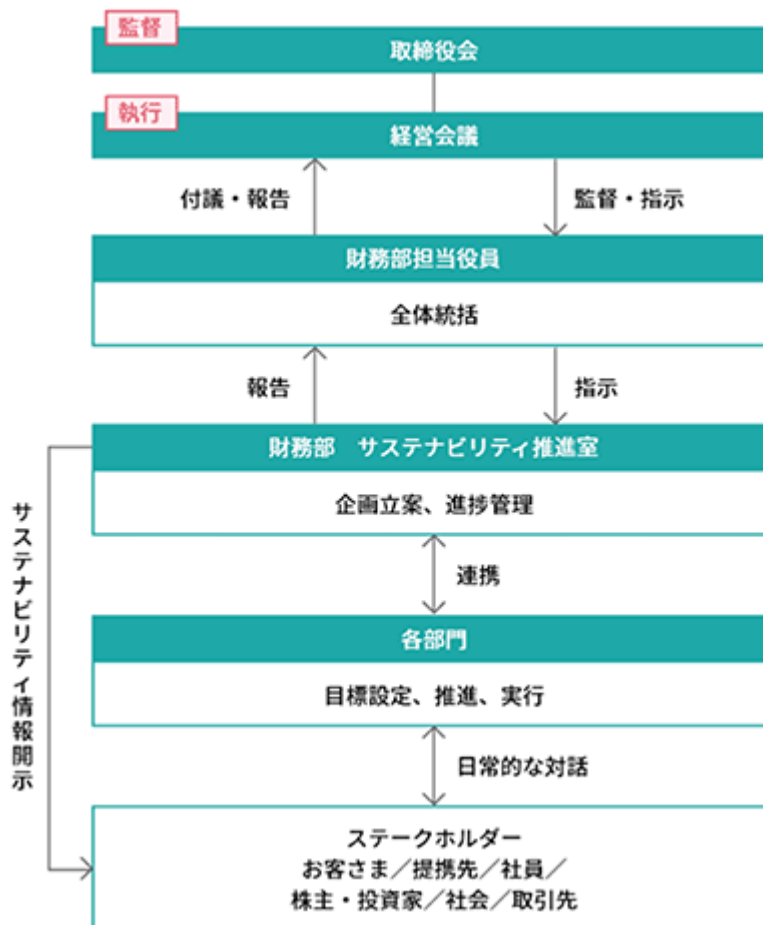 監督
取締役会
執行
経営会議
付議・報告
監督・指示
財務部担当役員
全体統括
報告
指示
財務部　サステナビリティ推進室
企画立案、進捗管理
サステナビリティ情報開示
連携
各部門
目標設定、推進、実行
日常的な対話
ステークホルダー
お客さま／提携先／社員／
株主・投資家／社会／取引先